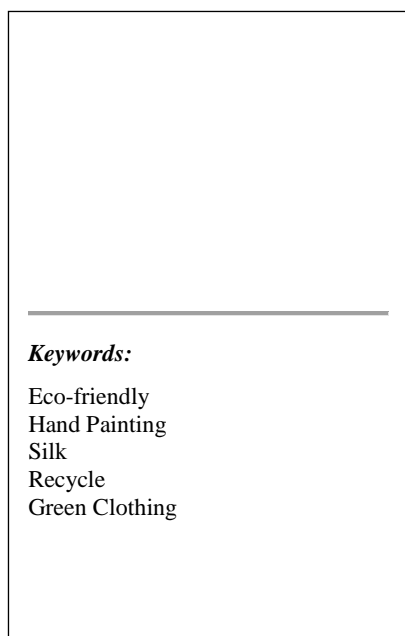 Keywords:
Eco-friendly
Hand Painting
Silk
Recycle
Green Clothing